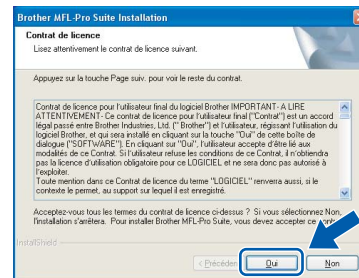 Brother MFL-Pro Suite Installation
Contrat de licence
Lisez attentivement le contrat de licence suivant.
Appuyez sur la touche Page suiv. pour voir le reste du contrat.
Contrat de licence pour l'utilisateur final du logiciel Brother IMPORTANT- A LIRE
ATTENTIVEMENT- Ce contrat de licence pour l'utilisateur final ("Contrat") est un accord
légal passé entre Brother Industries, Ltd. (" Brother") et l'utilisateur, régissant l'utilisation du
logiciel Brother, et qui sera installé en cliquant sur la touche "Oui" de cette boîte de
dialogue ("SOFTWARE"). En cliquant sur "Oui", l'utilisateur accepte d'être lié aux
modalités de ce Contrat. Si l'utilisateur refuse les conditions de ce Contrat, il n'obtiendra
pas la licence d'utilisation obligatoire pour ce LOGICIEL et ne sera donc pas autorisé à
l'exploiter.
Toute mention dans ce Contrat de licence du terme "LOGICIEL" renverra aussi, si le
contexte le permet, au support sur lequel il est enregistré.
Acceptez-vous tous les termes du contrat de licence ci-dessus ? Si vous sélectionnez Non,
l'installation s'arrêtera. Pour installer Brother MFL-Pro Suite, vous devez accepter ce
InstallShield
< Précédent Oui Non